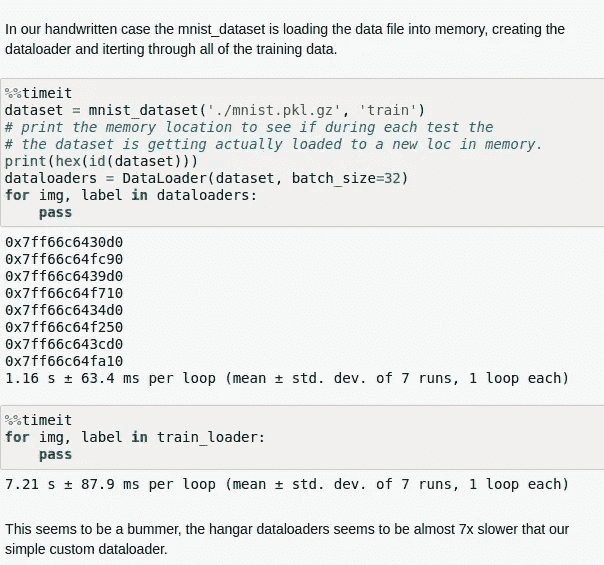 In our handwritten case the mnist_dataset is loading the data file into memory, creating the
dataloader and iterting through all of the training data.
%%timeit
dataset = mnist_dataset('./mnist.pkl.gz', 'train')
# print the memory location to see if during each test the
# the dataset is getting actually loaded to a new loc in memory.
print(hex(id(dataset)))
dataloaders = DataLoader(dataset, batch_size=32)
for img, label in dataloaders:
    pass
0x7ff66c6430d0
0x7ff66c64fc90
0x7ff66c6439d0
0x7ff66c64f710
0x7ff66c6434d0
0x7ff66c64f250
0x7ff66c643cd0
0x7ff66c64fa10
1.16 s ± 63.4 ms per loop (mean ± std. dev. of 7 runs, 1 loop each)
%%timeit
for img, label in train_loader:
    pass
7.21 s ± 87.9 ms per loop (mean ± std. dev. of 7 runs, 1 loop each)
This seems to be a bummer, the hangar dataloaders seems to be almost 7x slower that our
simple custom dataloader.